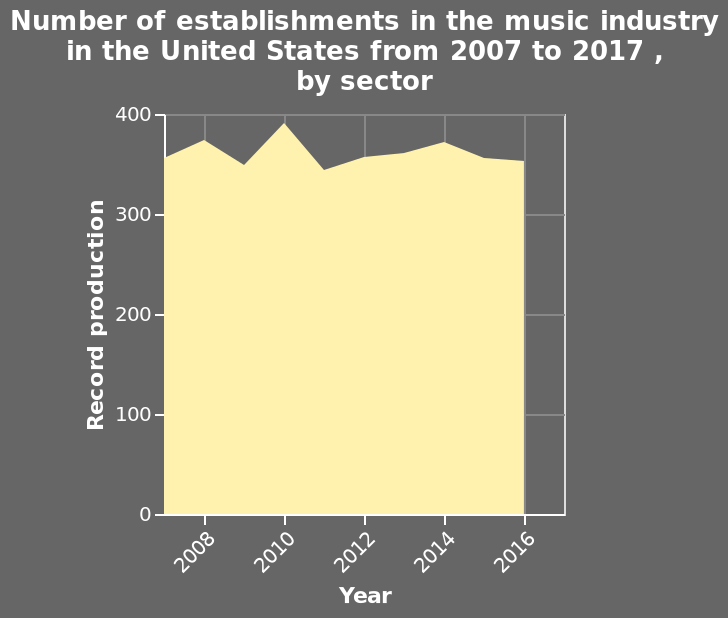 Number of establishments in the music industry
in the United States from 2007 to 2017 ,
by sector
400
300
200
100
0
Record production
2008
2010
2012
2014
2016
Year